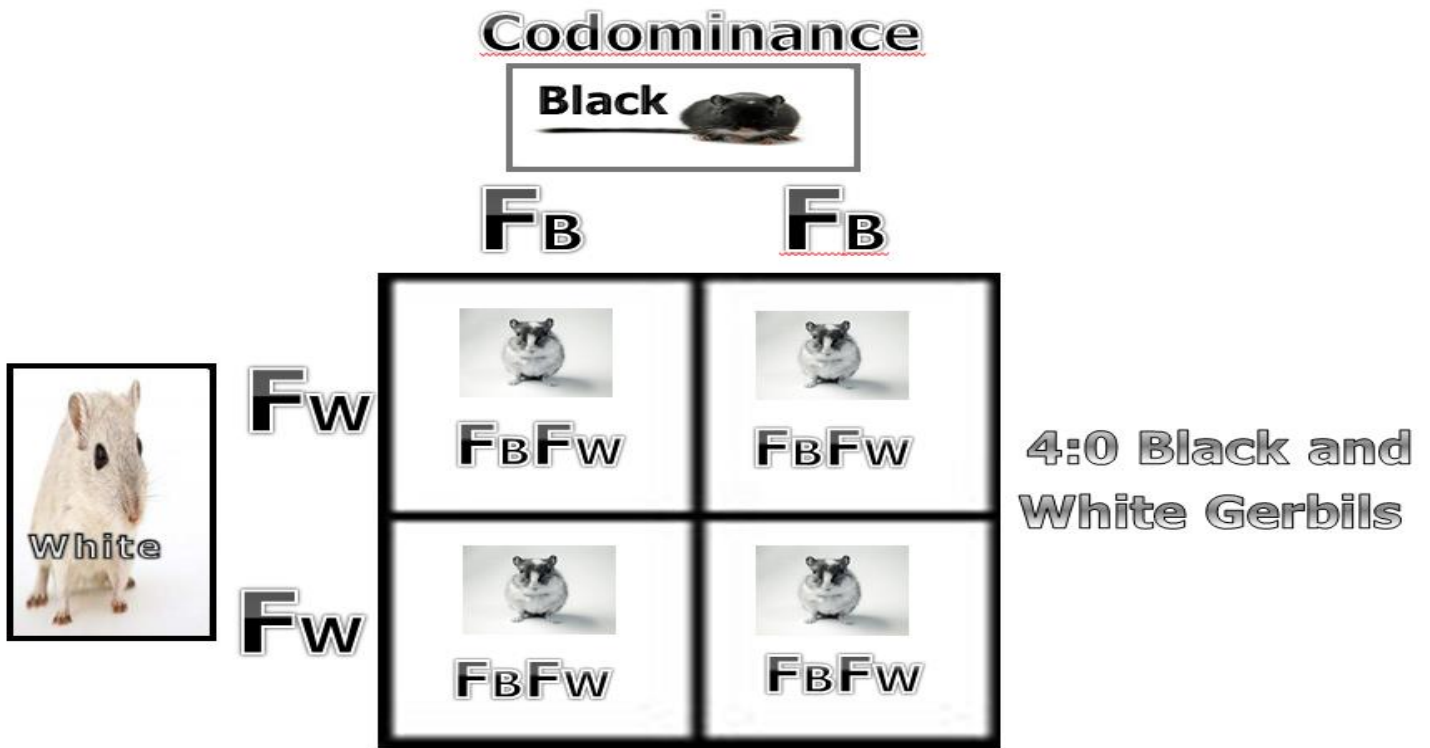 Codominance
Black
FB FB
FW
FBFW FBFW
4:0 Black and
White Gerbils
White
FW
FBFW FBFW